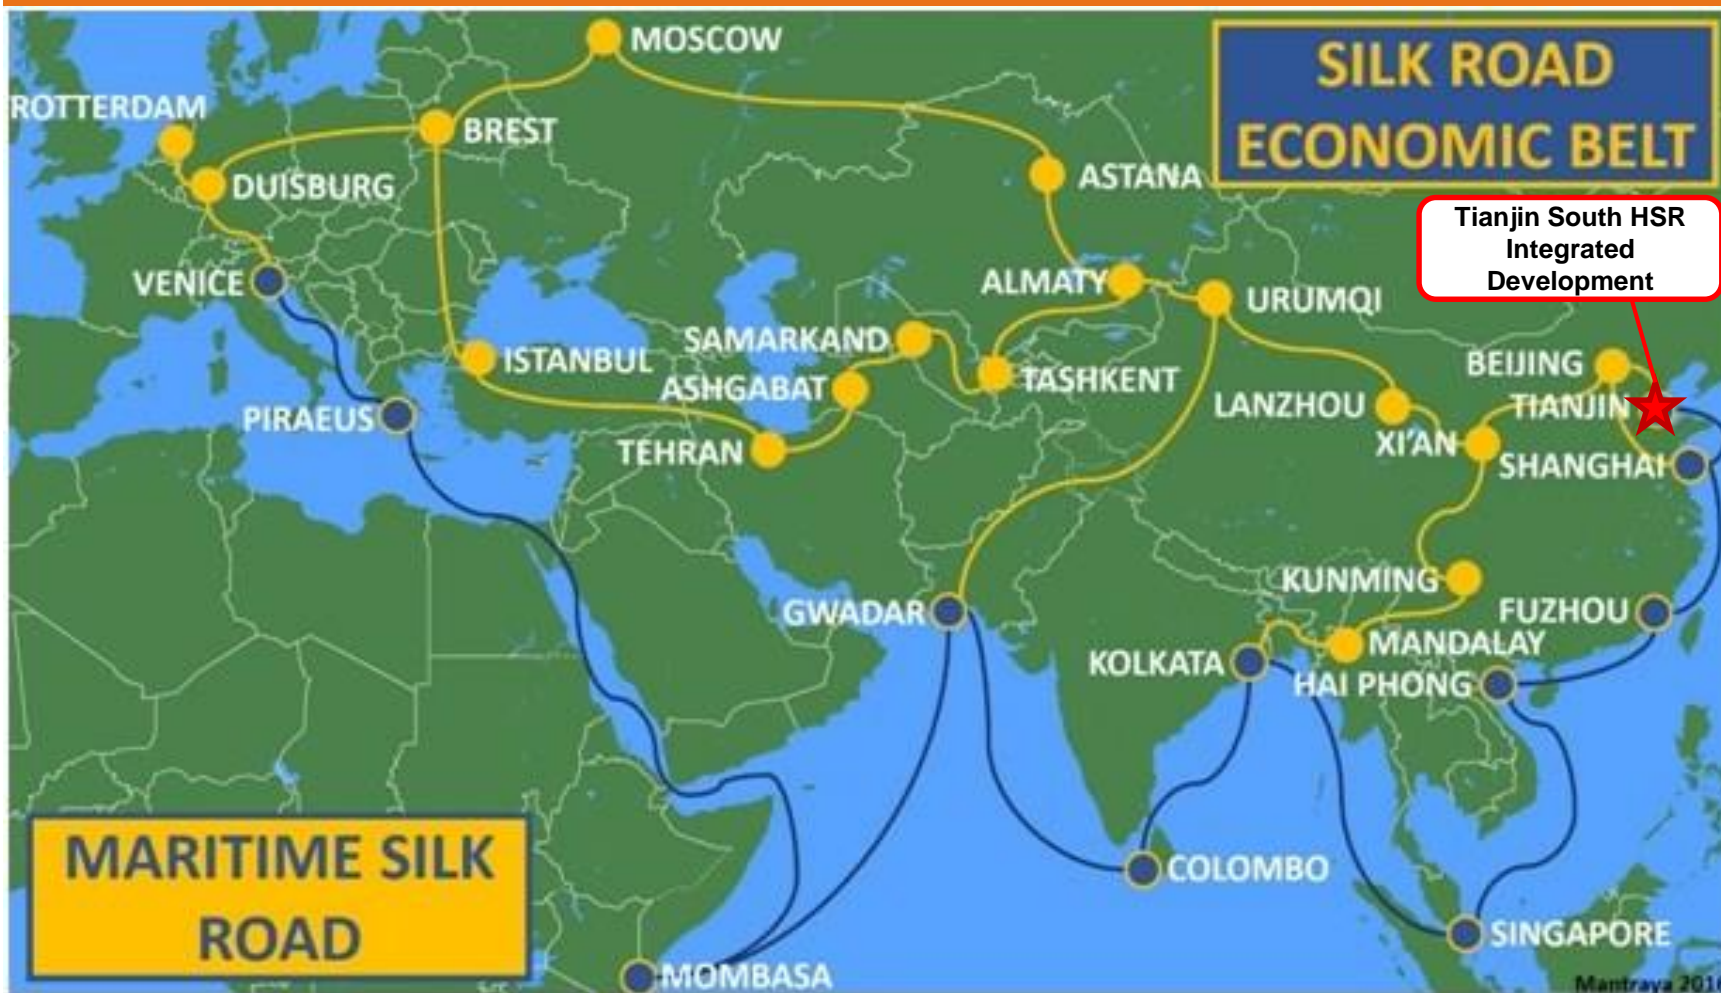 MOSCOW
SILK ROAD
ECONOMIC BELT
ROTTERDAM
BREST
DUISBURG
ASTANA
Tianjin South HSR
Integrated
Development
VENICE
ALMATY
URUMQI
SAMARKAND
ISTANBUL
ASHGABAT
TASHKENT
BEIJING
LANZHOU
TIANJIN
PIRAEUS
TEHRAN
XI'AN
SHANGHAI
KUNMING
GWADAR
FUZHOU
MANDALAY
KOLKATA
HAI PHONG
MARITIME SILK
ROAD
COLOMBO
SINGAPORE
MOMBASA
Mantraya 2016